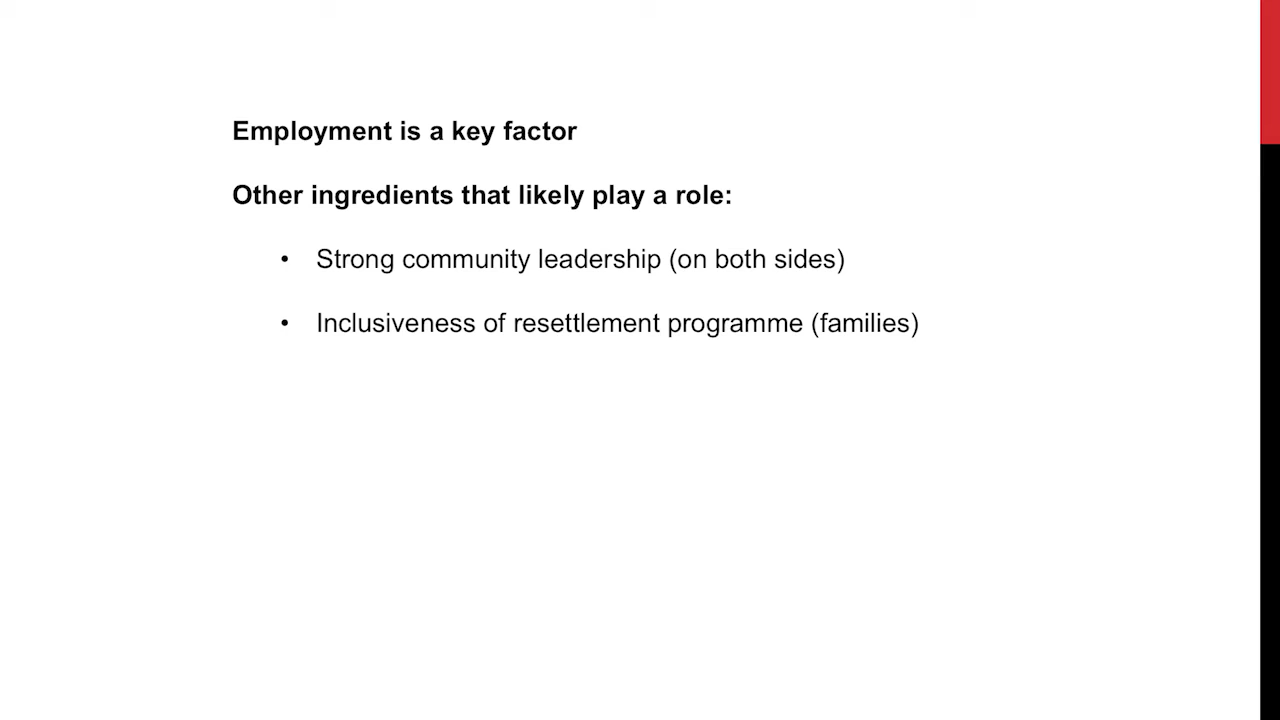 Employment is a key factor
Other ingredients that likely play a role:
• Strong community leadership (on both sides)
• Inclusiveness of resettlement programme (families)